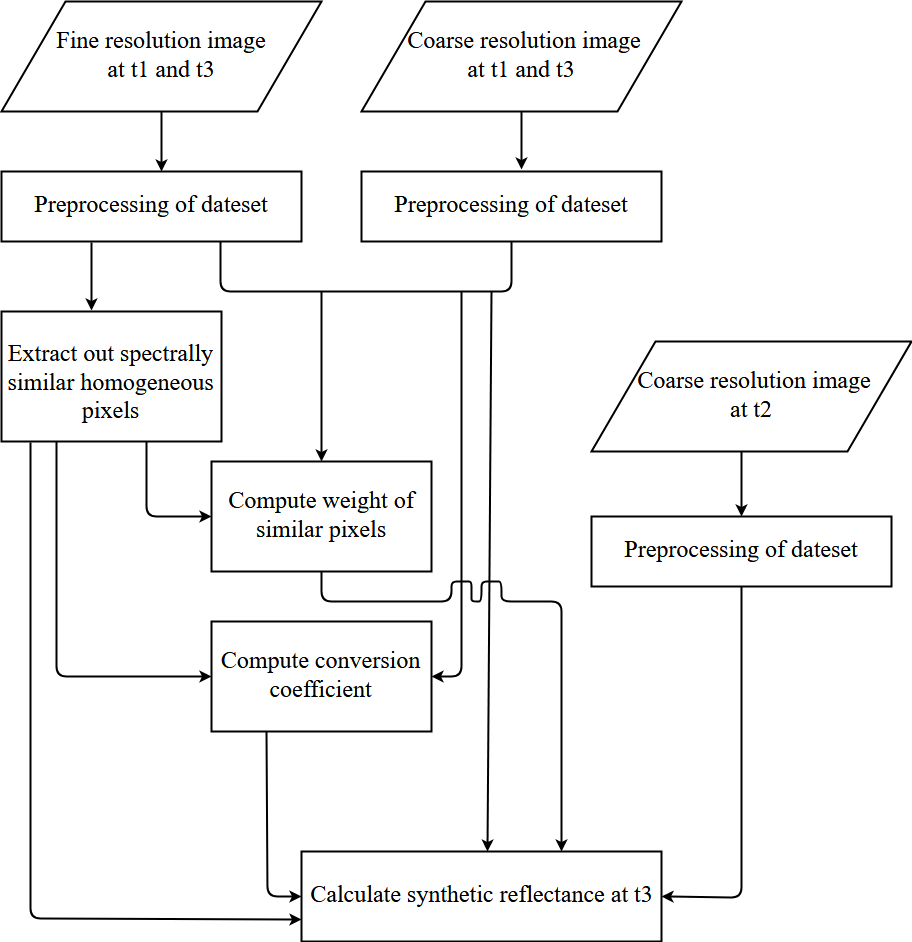 Fine resolution image
at t1 and t3
Coarse resolution image
at t1 and t3
Preprocessing of dateset
Preprocessing of dateset
Extract out spectrally
similar homogeneous
pixels
Coarse resolution image
at t2
Compute weight of
similar pixels
Preprocessing of dateset
Compute conversion
coefficient
Calculate synthetic reflectance at t3